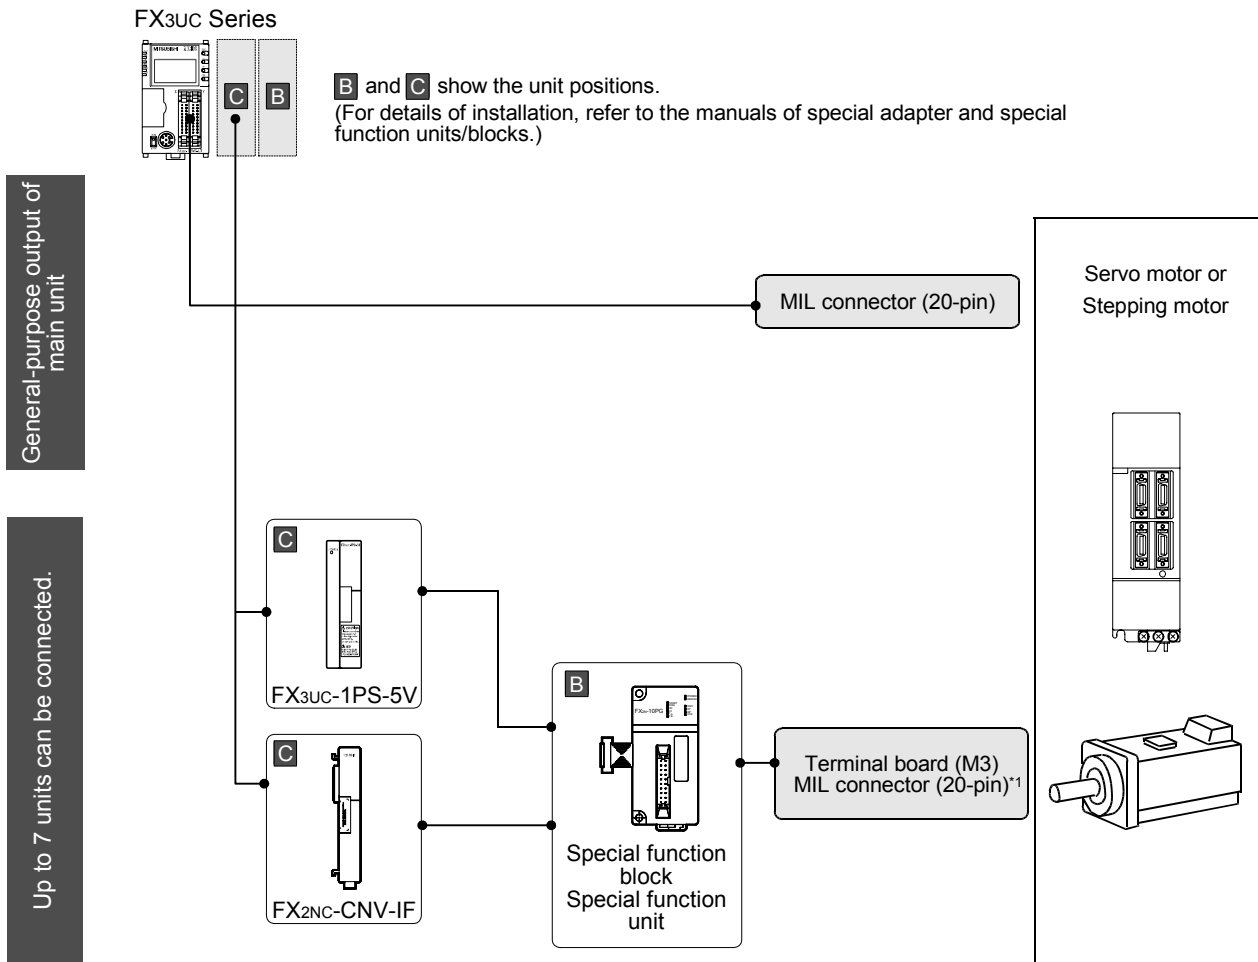 FX3UC Series
MITSUBISHI
C
B
B and C show the unit positions.
(For details of installation, refer to the manuals of special adapter and special
function units/blocks.)
General-purpose output of
main unit
MIL connector (20-pin)
Servo motor or
Stepping motor
Up to 7 units can be connected.
C
FX3UC-1PS-5V
C
FX2NC-CNV-IF
B
FX2N-10PG
Special function
block
Special function
unit
Terminal board (M3)
MIL connector (20-pin)*1